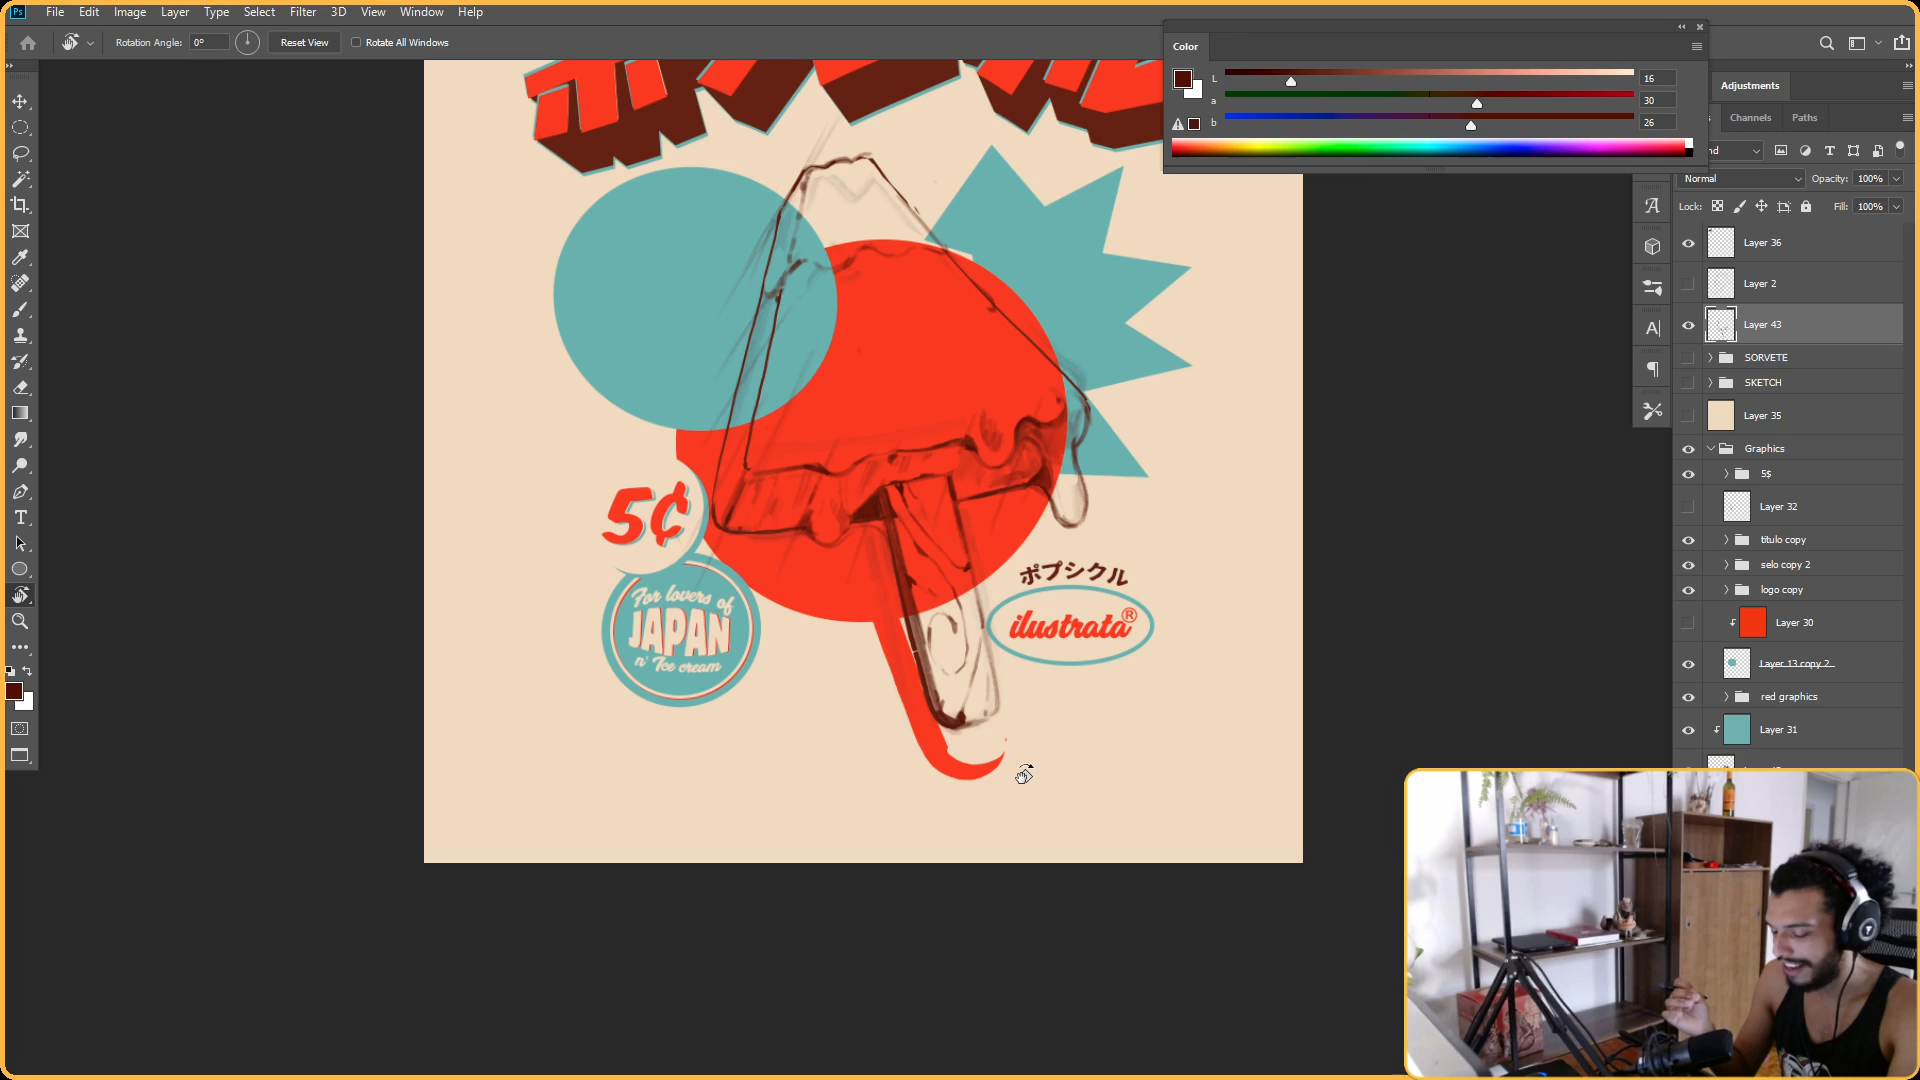 Ps File Edit Image Layer Type Select Filter 3D View Window Help
Rotation Angle: 0° Reset View Rotate All Windows
Color
L 16
a 30
b 26
Adjustments
Channels Paths
Normal Opacity: 100%
Lock: Fill: 100%
Layer 36
Layer 2
Layer 43
SORVETE
SKETCH
Layer 35
Graphics
5$
Layer 32
titulo copy
selo copy 2
logo copy
Layer 30
Layer 13 copy 2
red graphics
Layer 31
5¢
For lovers of
JAPAN
n' Ice cream
ポプシクル
ilustrata®